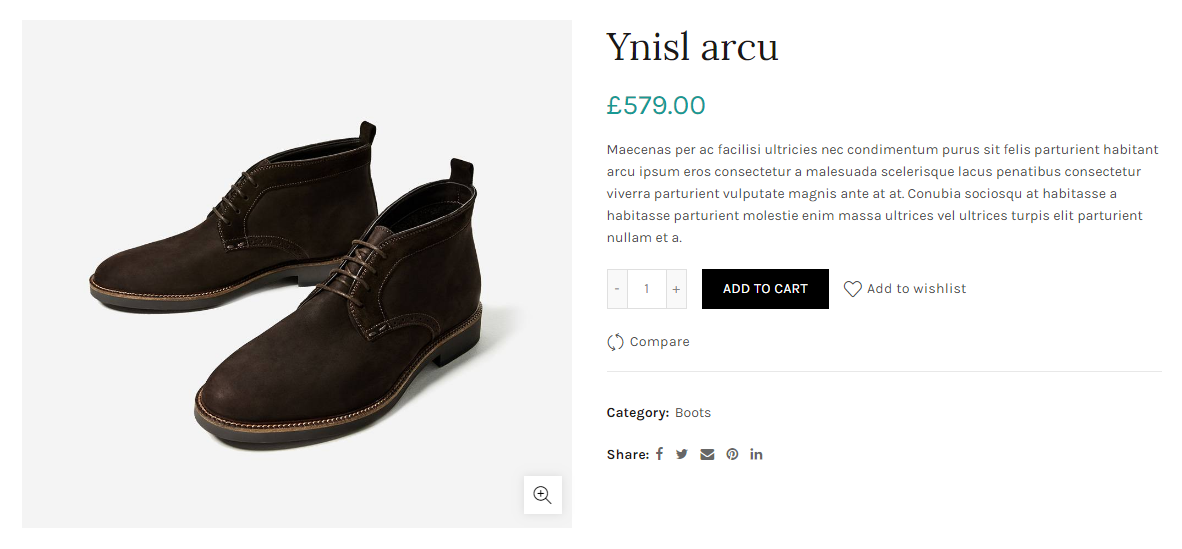 Ynisl arcu
£579.00
Maecenas per ac facilisi ultricies nec condimentum purus sit felis parturient habitant
arcu ipsum eros consectetur a malesuada scelerisque lacus penatibus consectetur
viverra parturient vulputate magnis ante at at. Conubia sociosqu at habitasse a
habitasse parturient molestie enim massa ultrices vel ultrices turpis elit parturient
nullam et a.
- 1 + ADD TO CART Add to wishlist
Compare
Category: Boots
Share: